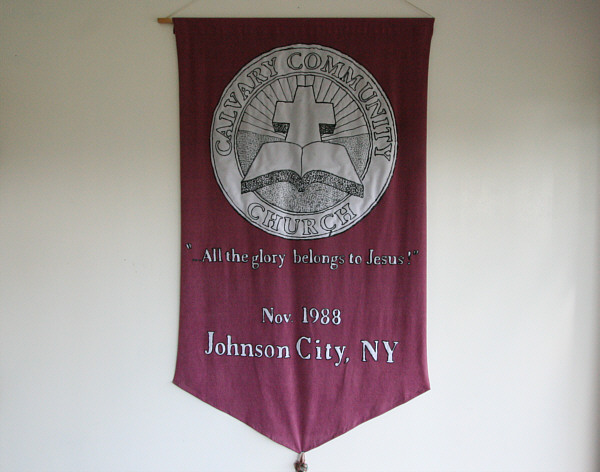 CALVARY COMMUNITY
CHURCH
"...All the glory belongs to Jesus!"
Nov. 1988
Johnson City, NY